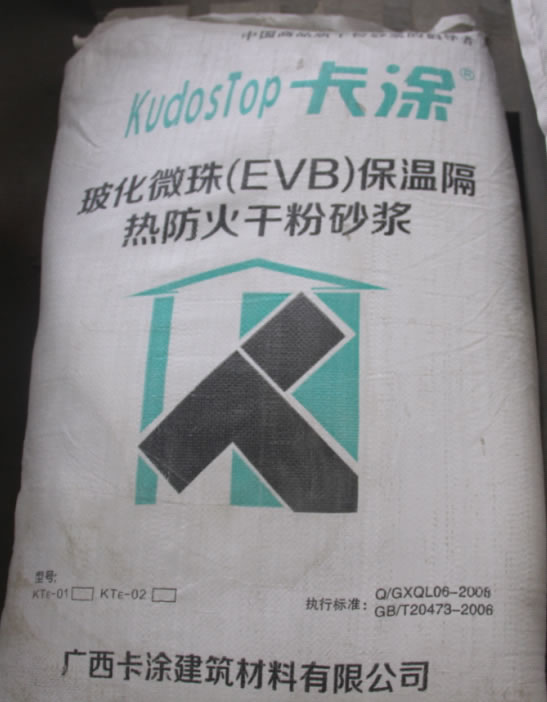 KudosTop 卡涂®
玻化微珠(EVB)保温隔
热防火干粉砂浆
型号:
KTε-01 KTε-02
执行标准: Q/GXQL06-2006
GB/T20473-2006
广西卡涂建筑材料有限公司